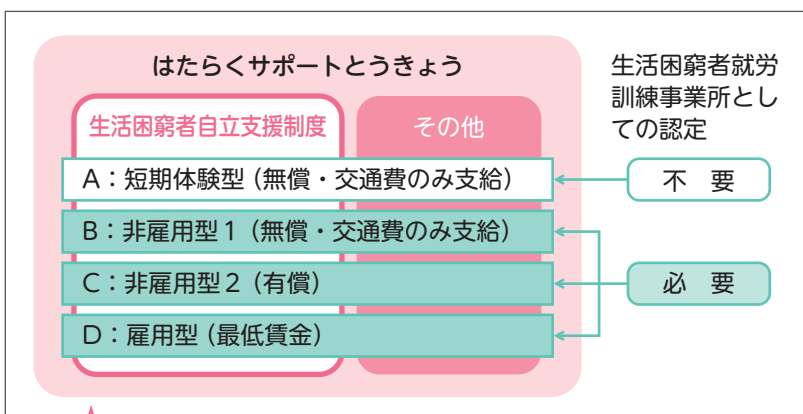 はたらくサポートとうきょう
生活困窮者自立支援制度
その他
生活困窮者就労
訓練事業所とし
ての認定
A：短期体験型（無償・交通費のみ支給）
不　要
B：非雇用型１（無償・交通費のみ支給）
C：非雇用型２（有償）
必　要
D：雇用型（最低賃金）